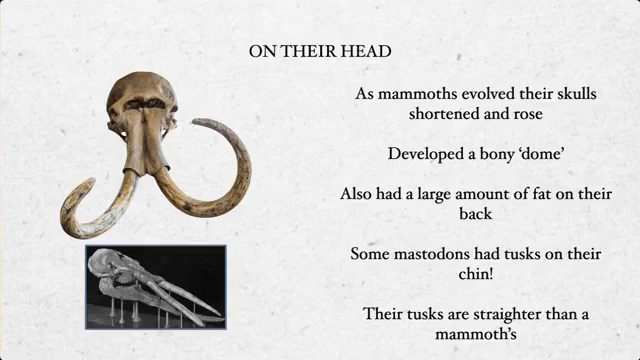 ON THEIR HEAD
As mammoths evolved their skulls
shortened and rose
Developed a bony ‘dome’
Also had a large amount of fat on their
back
Some mastodons had tusks on their
chin!
Their tusks are straighter than a
mammoth’s